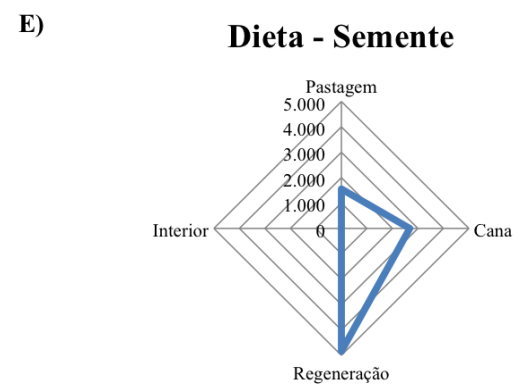 E)
Dieta - Semente
Pastagem
5.000
4.000
3.000
2.000
1.000
0
Interior
Cana
Regeneração